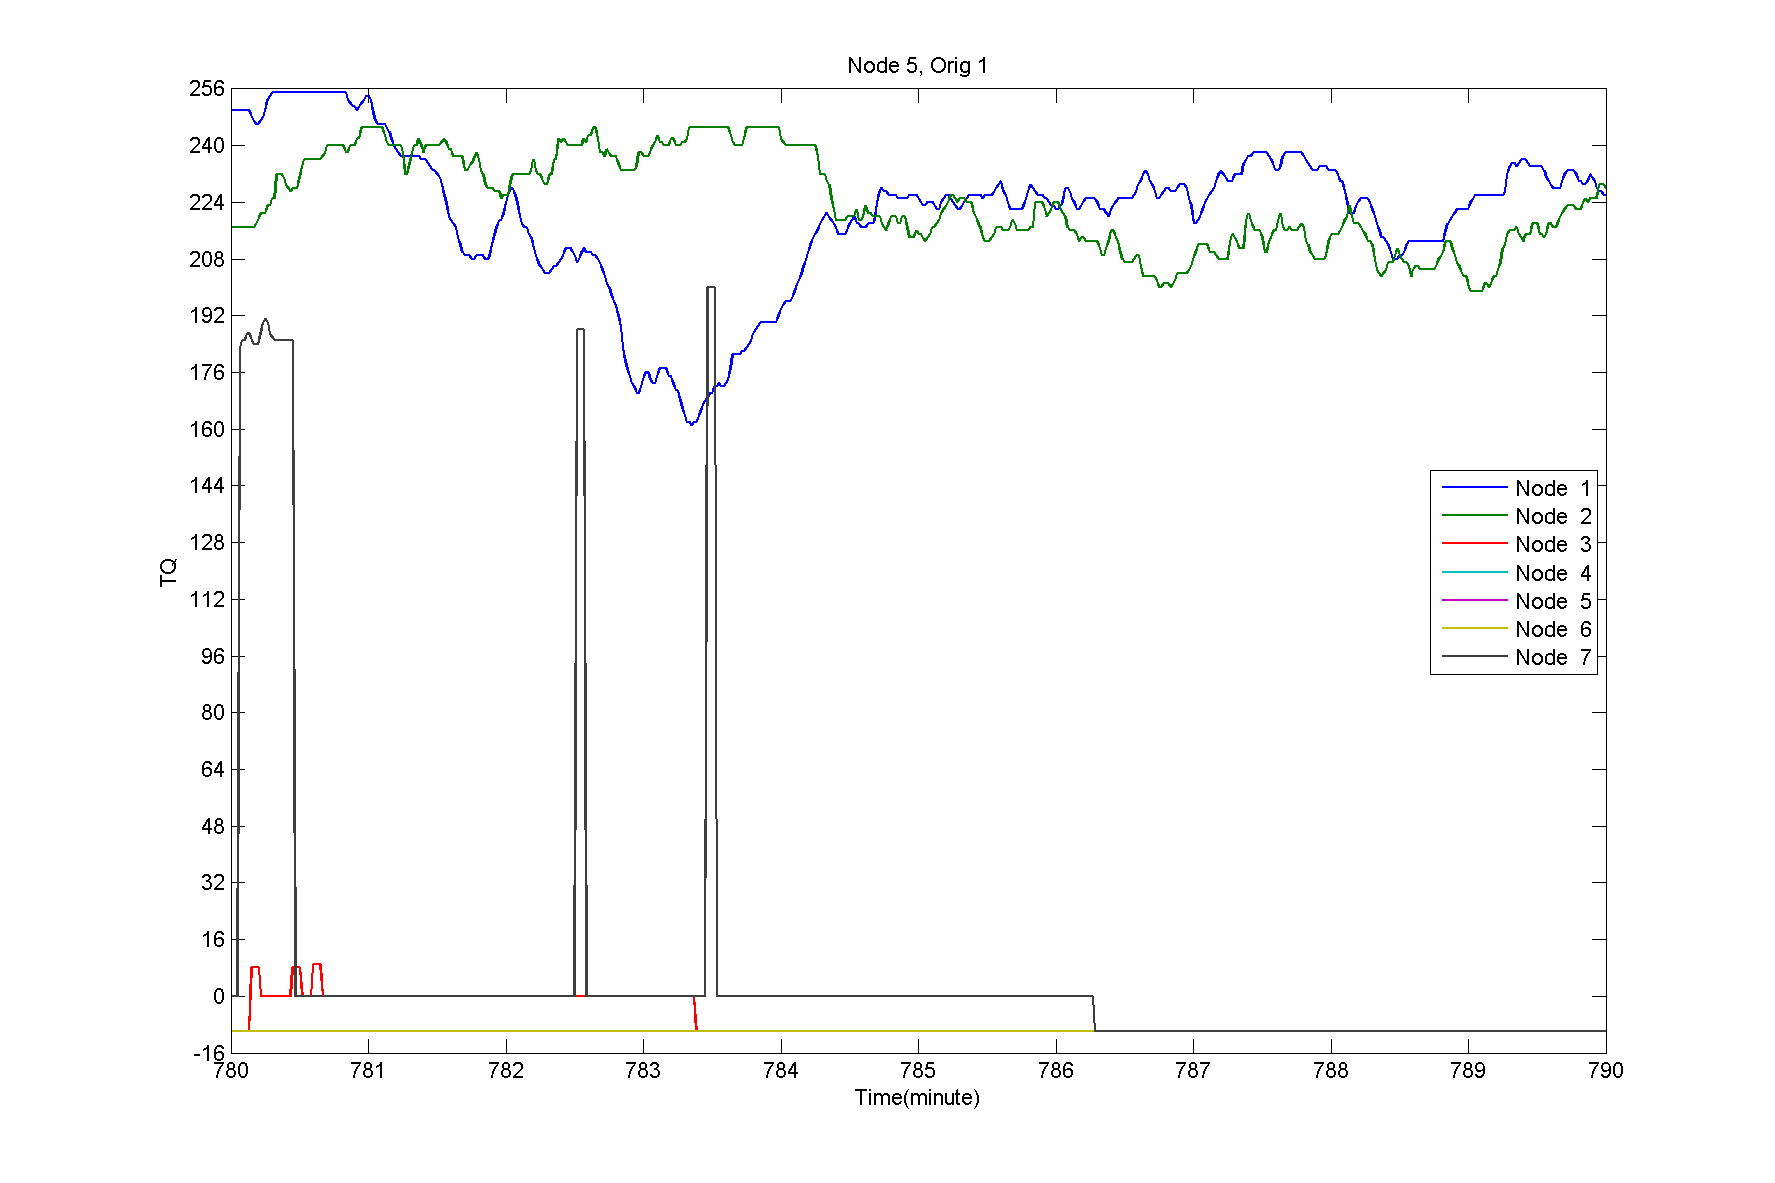 Node 5, Orig 1
256
240
224
208
192
176
160
144
128
112
96
80
64
48
32
16
0
-16
TQ
Node 1
Node 2
Node 3
Node 4
Node 5
Node 6
Node 7
780 781 782 783 784 785 786 787 788 789 790
Time(minute)